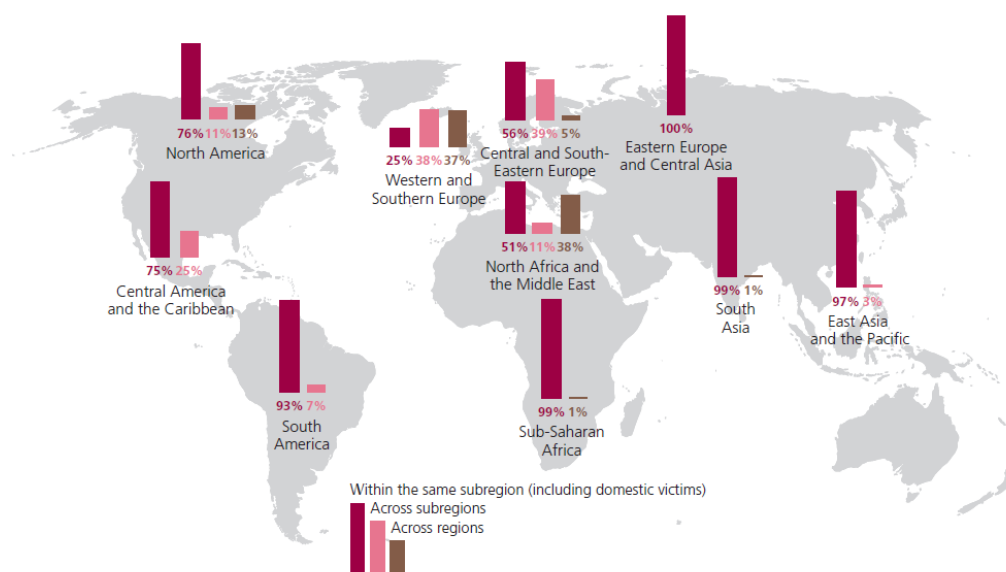 76% 11% 13%
North America
25% 38% 37%
Western and
Southern Europe
56% 39% 5%
Central and South-
Eastern Europe
100%
Eastern Europe
and Central Asia
75% 25%
Central America
and the Caribbean
51% 11% 38%
North Africa and
the Middle East
99% 1%
South
Asia
97% 3%
East Asia
and the Pacific
93% 7%
South
America
99% 1%
Sub-Saharan
Africa
Within the same subregion (including domestic victims)
Across subregions
Across regions